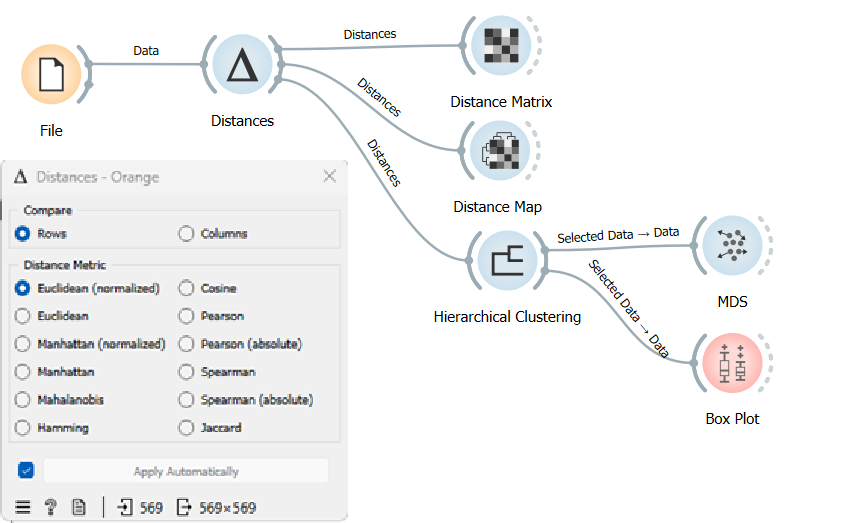 Data
Distances
Distances
Distances
File
Distances
Distance Matrix
Distance Map
Selected Data → Data
Selected Data → Data
Hierarchical Clustering
MDS
Box Plot
Distances - Orange
Compare
Rows
Columns
Distance Metric
Euclidean (normalized)
Cosine
Euclidean
Pearson
Manhattan (normalized)
Pearson (absolute)
Manhattan
Spearman
Mahalanobis
Spearman (absolute)
Hamming
Jaccard
Apply Automatically
569
569×569